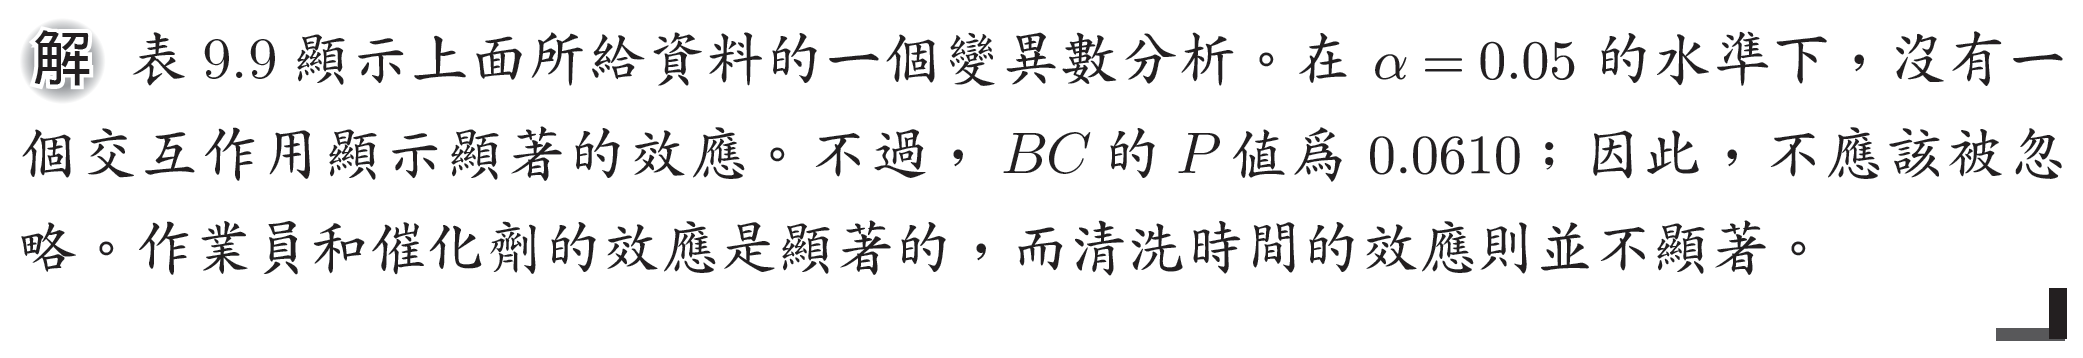 解 表 9.9 顯示上面所給資料的一個變異數分析。在 α = 0.05 的水準下，沒有一
個交互作用顯示顯著的效應。不過，BC 的 P 值爲 0.0610；因此，不應該被忽
略。作業員和催化劑的效應是顯著的，而清洗時間的效應則並不顯著。